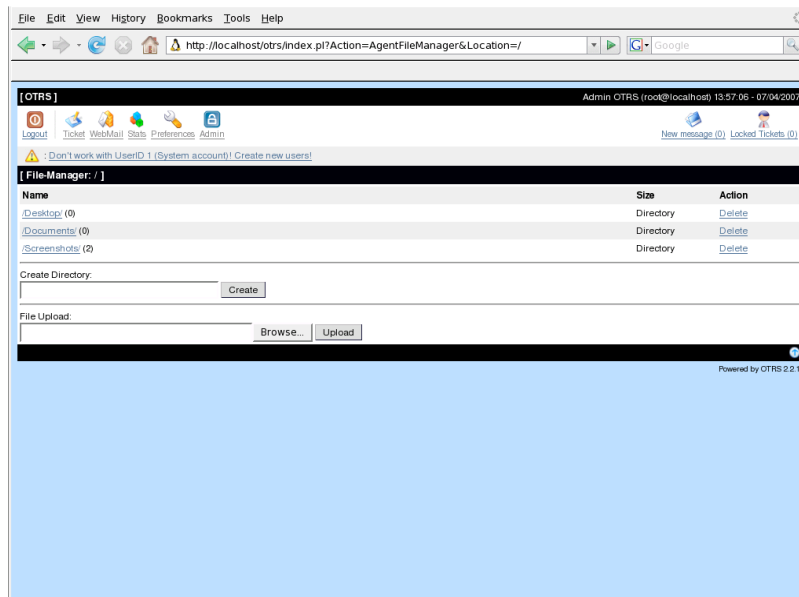 File Edit View History Bookmarks Tools Help
http://localhost/otrs/index.pl?Action=AgentFileManager&Location=/
G Google
[ OTRS ]
Admin OTRS (root@localhost) 13:57:06 - 07/04/2007
Logout Ticket WebMail Stats Preferences Admin
New message (0) Locked Tickets (0)
: Don't work with UserID 1 (System account)! Create new users!
[ File-Manager: / ]
Name Size Action
/Desktop/ (0) Directory Delete
/Documents/ (0) Directory Delete
/Screenshots/ (2) Directory Delete
Create Directory:
Create
File Upload:
Browse... Upload
Powered by OTRS 2.2.1